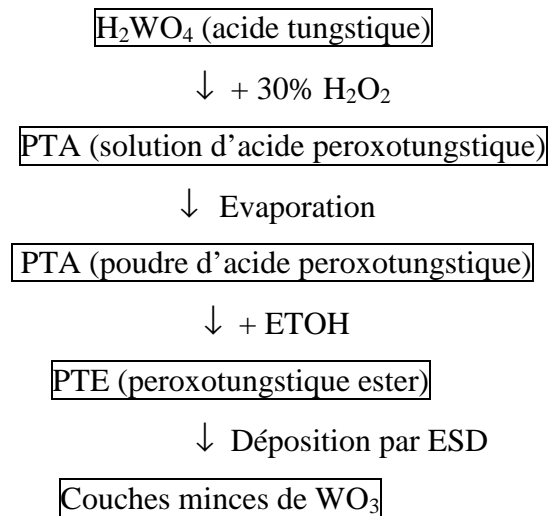 H₂WO₄ (acide tungstique)
↓ + 30% H₂O₂
PTA (solution d'acide peroxotungstique)
↓ Evaporation
PTA (poudre d'acide peroxotungstique)
↓ + ETOH
PTE (peroxotungstique ester)
↓ Déposition par ESD
Couches minces de WO₃